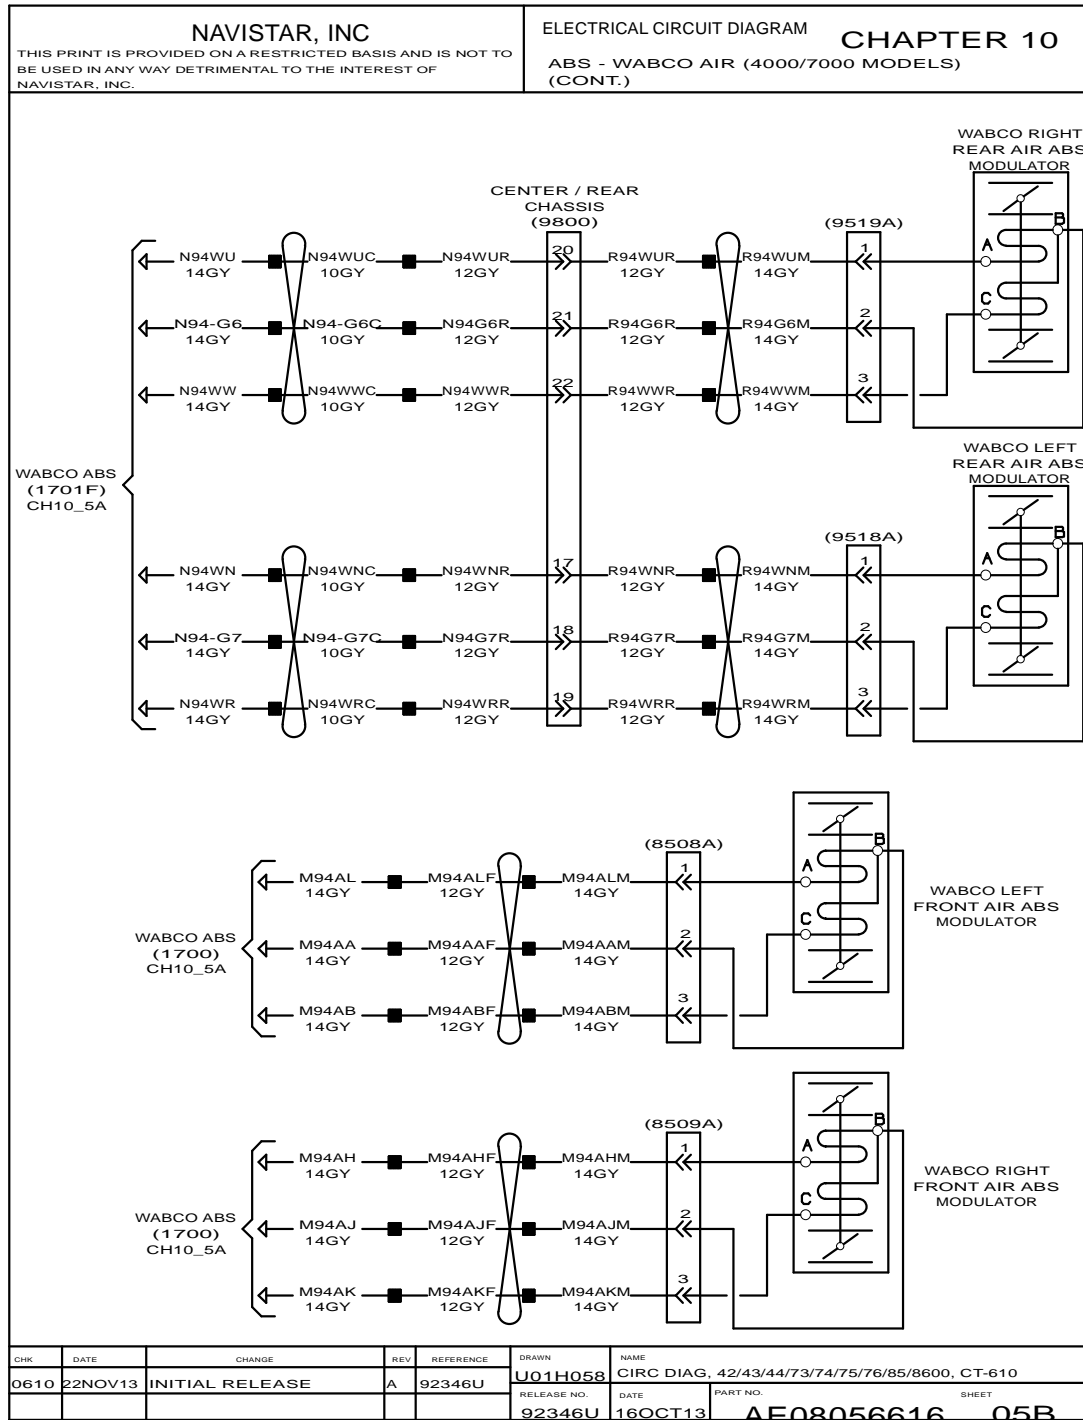 NAVISTAR, INC
THIS PRINT IS PROVIDED ON A RESTRICTED BASIS AND IS NOT TO
BE USED IN ANY WAY DETRIMENTAL TO THE INTEREST OF
NAVISTAR, INC.
ELECTRICAL CIRCUIT DIAGRAM
CHAPTER 10
ABS - WABCO AIR (4000/7000 MODELS)
(CONT.)
WABCO RIGHT
REAR AIR ABS
MODULATOR
CENTER / REAR
CHASSIS
(9800)
(9519A)
A
B
C
N94WU
14GY
N94WUC
10GY
N94WUR
12GY
20
R94WUR
12GY
R94WUM
14GY
1
N94-G6
14GY
N94-G6C
10GY
N94G6R
12GY
21
R94G6R
12GY
R94G6M
14GY
2
N94WW
14GY
N94WWC
10GY
N94WWR
12GY
22
R94WWR
12GY
R94WWM
14GY
3
WABCO ABS
(1701F)
CH10_5A
WABCO LEFT
REAR AIR ABS
MODULATOR
(9518A)
A
B
C
N94WN
14GY
N94WNC
10GY
N94WNR
12GY
17
R94WNR
12GY
R94WNM
14GY
1
N94-G7
14GY
N94-G7C
10GY
N94G7R
12GY
18
R94G7R
12GY
R94G7M
14GY
2
N94WR
14GY
N94WRC
10GY
N94WRR
12GY
19
R94WRR
12GY
R94WRM
14GY
3
(8508A)
A
B
C
WABCO LEFT
FRONT AIR ABS
MODULATOR
M94AL
14GY
M94ALF
12GY
M94ALM
14GY
1
WABCO ABS
(1700)
CH10_5A
M94AA
14GY
M94AAF
12GY
M94AAM
14GY
2
M94AB
14GY
M94ABF
12GY
M94ABM
14GY
3
(8509A)
A
B
C
WABCO RIGHT
FRONT AIR ABS
MODULATOR
M94AH
14GY
M94AHF
12GY
M94AHM
14GY
1
WABCO ABS
(1700)
CH10_5A
M94AJ
14GY
M94AJF
12GY
M94AJM
14GY
2
M94AK
14GY
M94AKF
12GY
M94AKM
14GY
3
CHK DATE CHANGE REV REFERENCE
0610 22NOV13 INITIAL RELEASE A 92346U
DRAWN
U01H058
NAME
CIRC DIAG, 42/43/44/73/74/75/76/85/8600, CT-610
RELEASE NO.
92346U
DATE
16OCT13
PART NO.
AE08056616
SHEET
05B